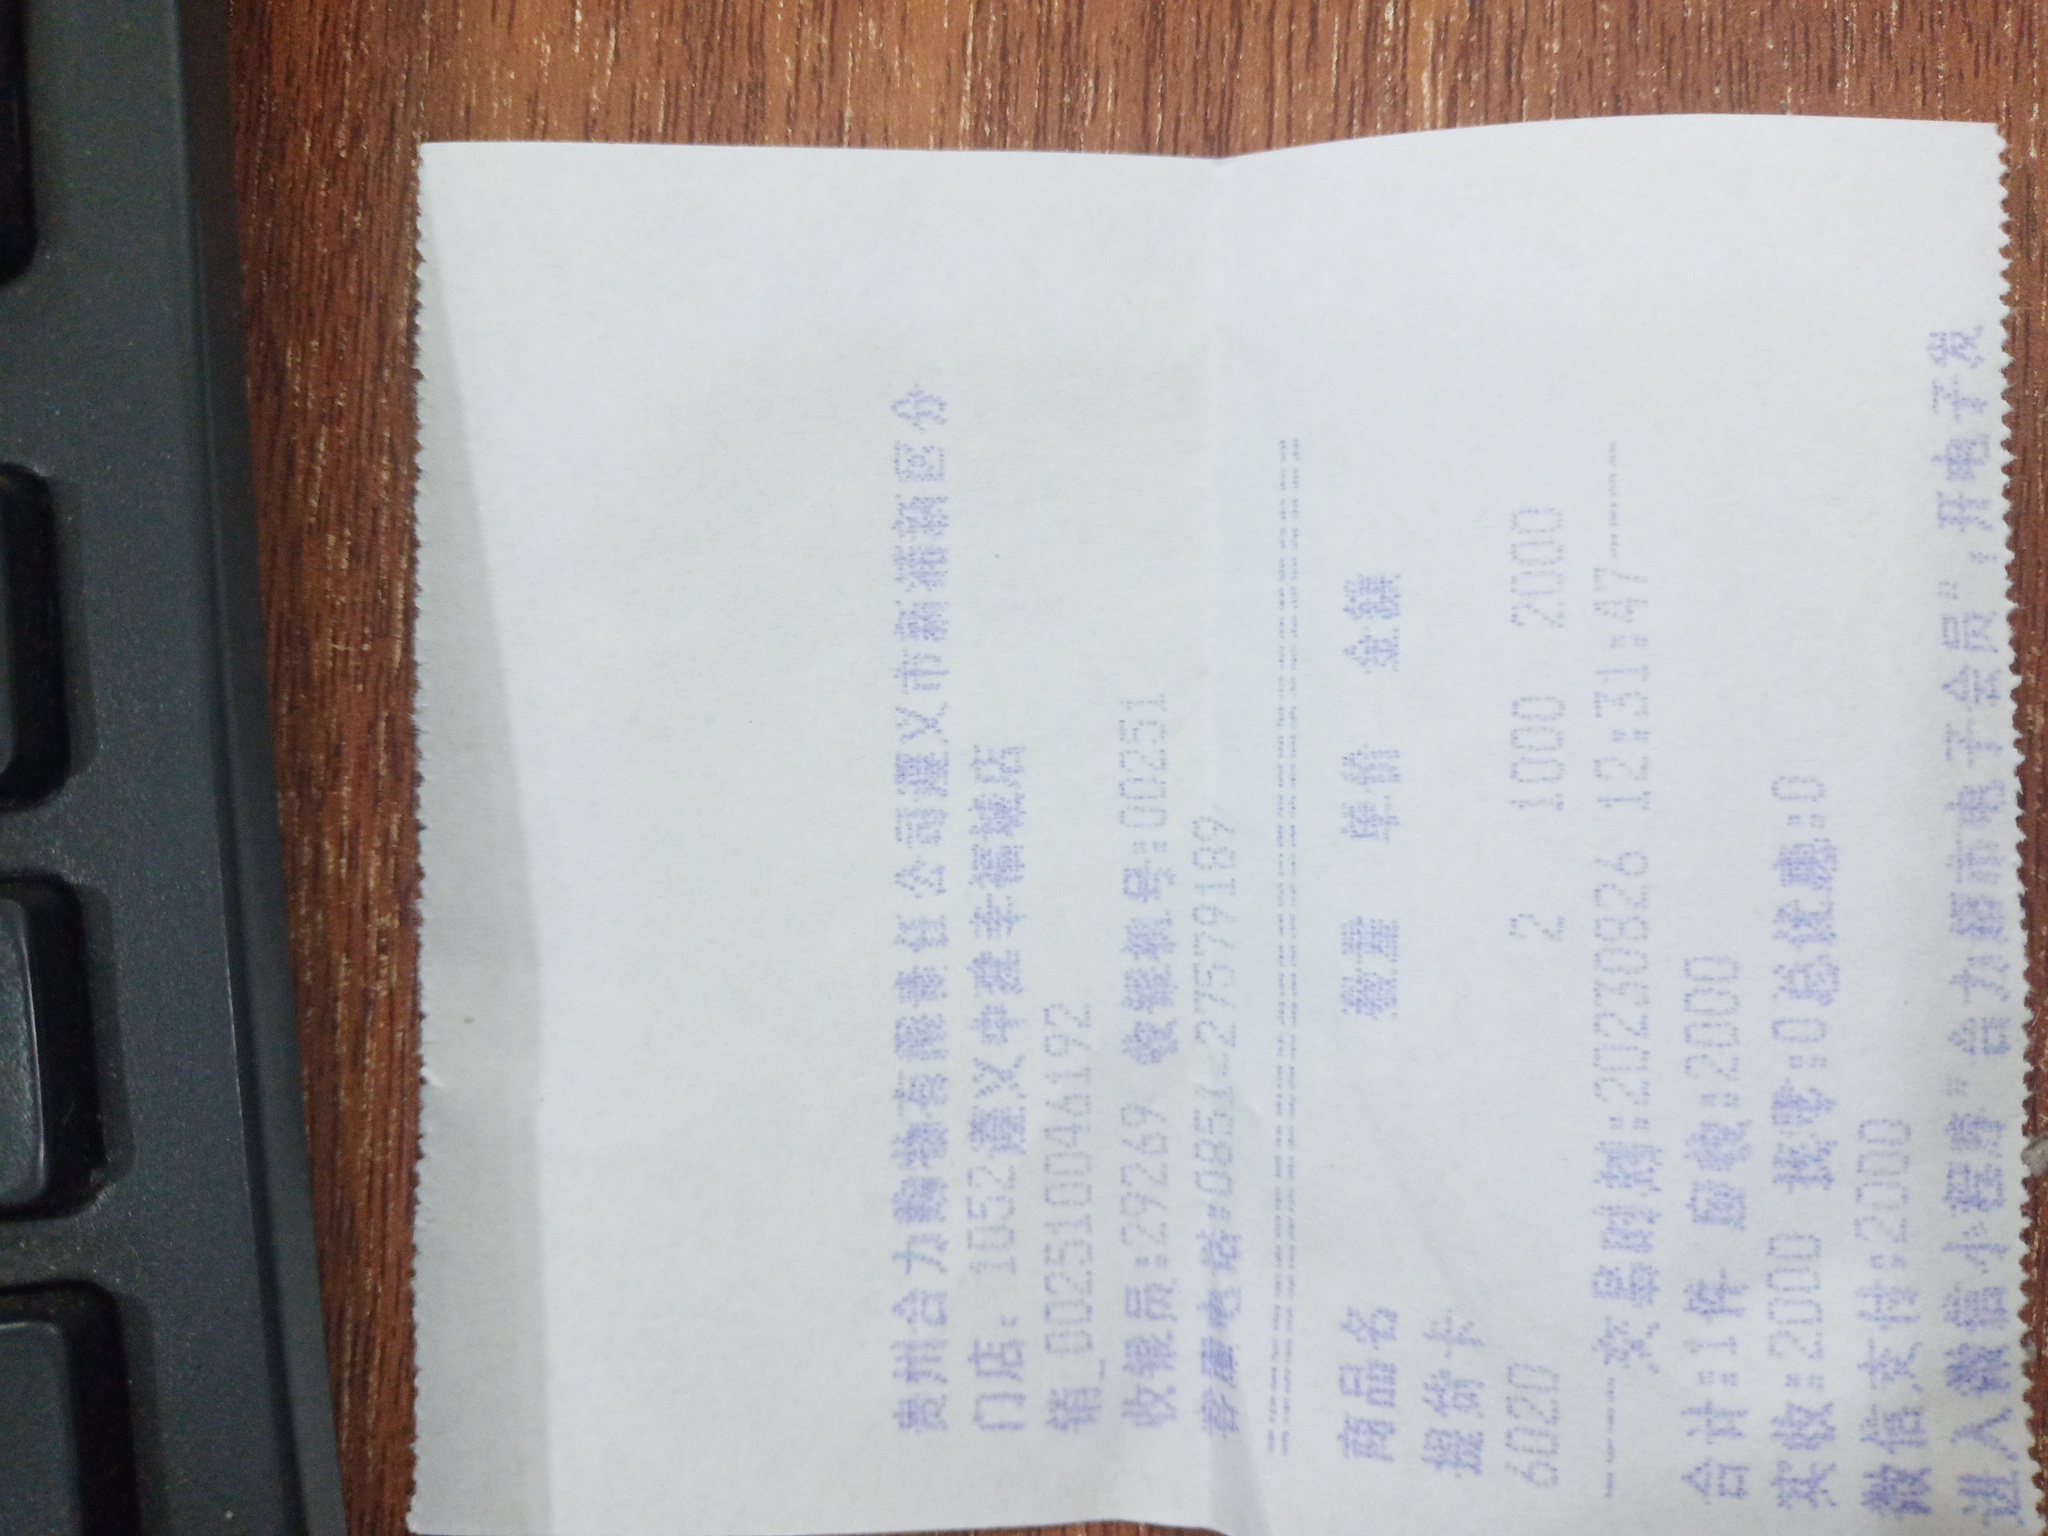 贵州合力购物有限责任公司遵义市新浦新区分
门店: 1052遵义中建幸福城店
销_002510046192
收银员:29269 收银机号:00251
客服电话:0851-27579189
商品名 数量 单价 金额
提货卡
6020 2 1000 2000
-----交易时刻:20230826 12:31:47-----
合计:1件 应收:2000
实收:2000 找零:0总优惠:0
微信支付:2000
进入微信小程序"合力超市电子会员",开电子发